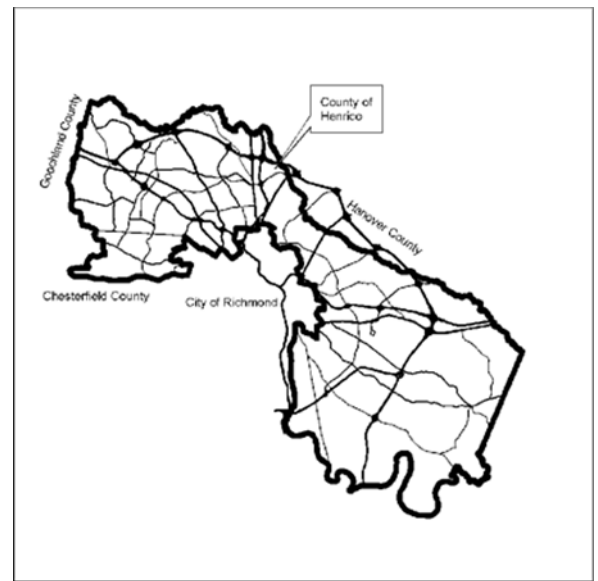 County of
Henrico
Goochland County
Hanover County
Chesterfield County
City of Richmond